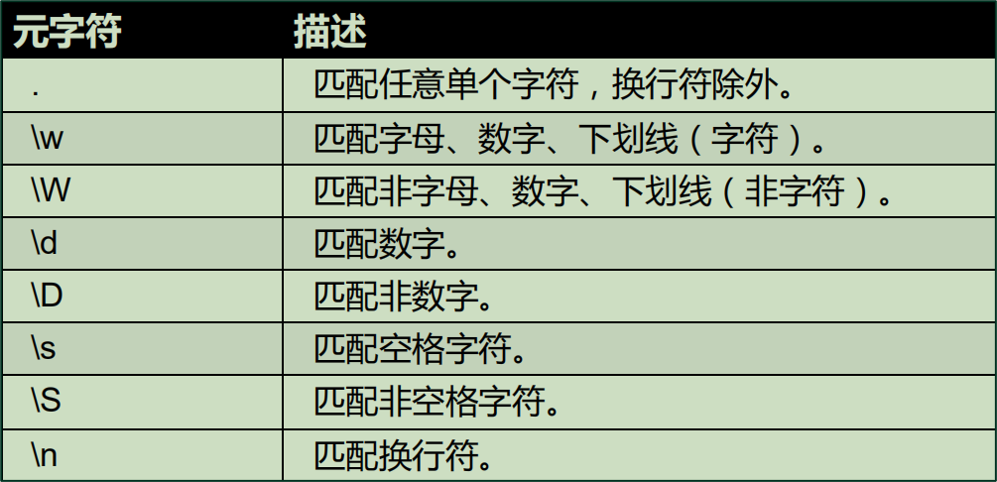 元字符 描述
. 匹配任意单个字符，换行符除外。
\w 匹配字母、数字、下划线（字符）。
\W 匹配非字母、数字、下划线（非字符）。
\d 匹配数字。
\D 匹配非数字。
\s 匹配空格字符。
\S 匹配非空格字符。
\n 匹配换行符。